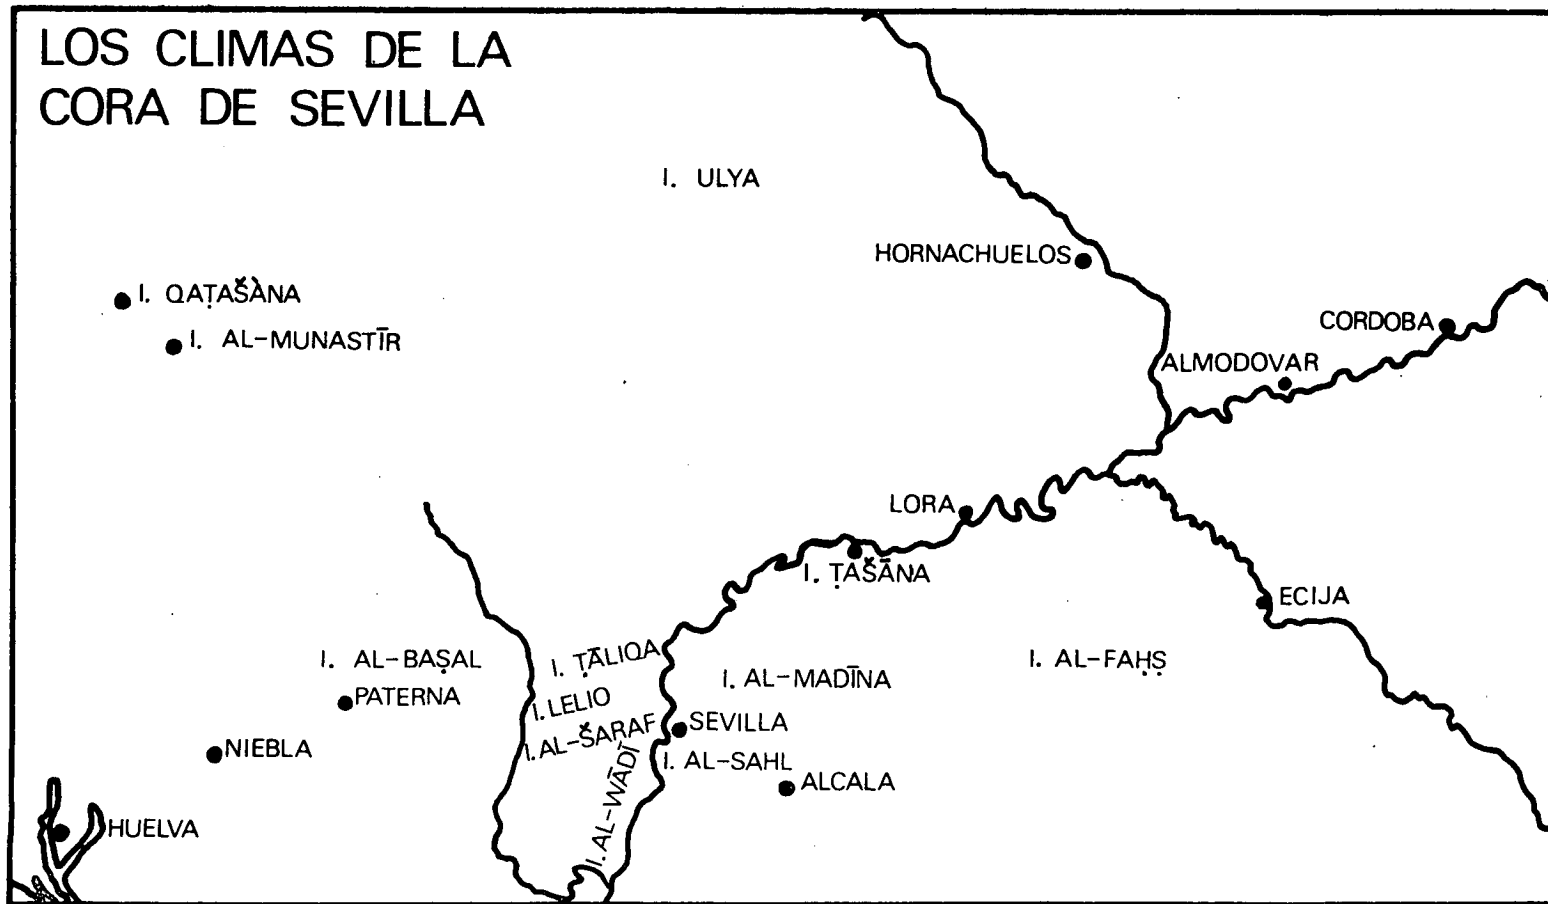 LOS CLIMAS DE LA
CORA DE SEVILLA
I. ULYA
HORNACHUELOS
I. QAṬAŠÀNA
CORDOBA
I. AL-MUNASTĪR
ALMODOVAR
LORA
I. ṬAŠĀNA
ECIJA
I. AL-BAṢAL
I. ṬĀLIQA
I. AL-FAḤṢ
I. AL-MADĪNA
PATERNA
I. LELIO
SEVILLA
I. AL-ŠARAF
NIEBLA
I. AL-SAHL
ALCALA
I. AL-WĀDĪ
HUELVA